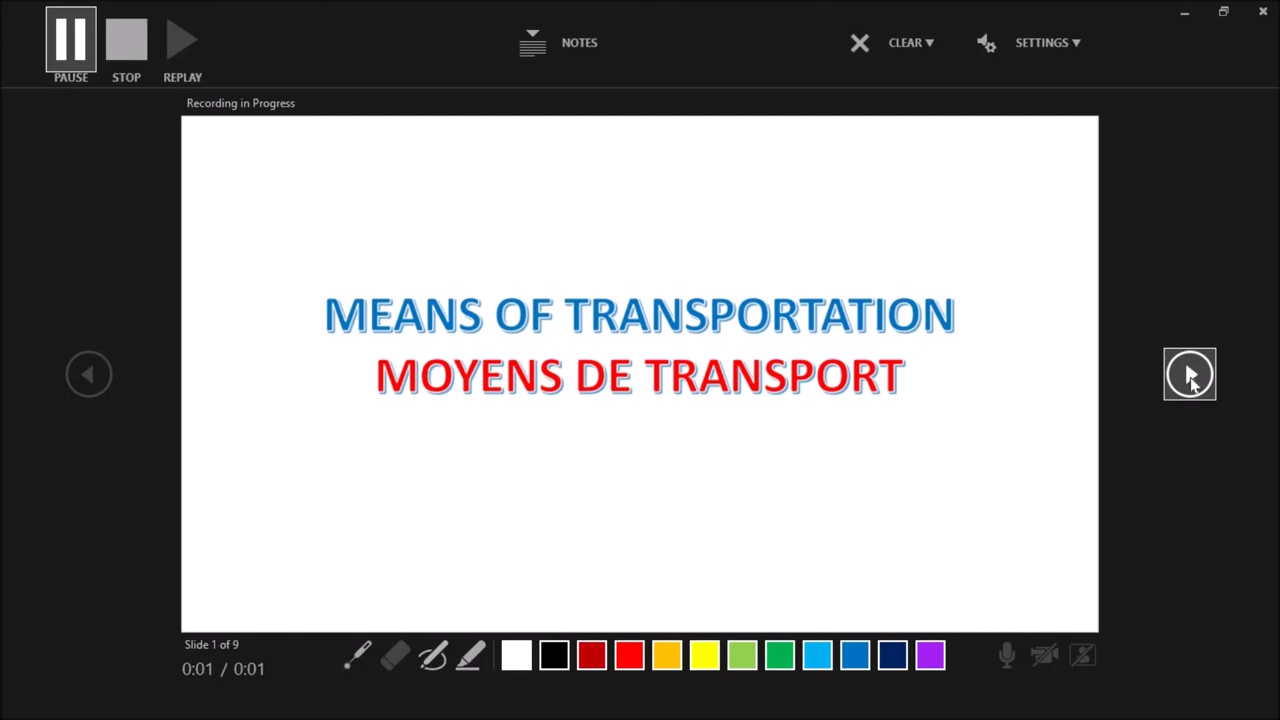 PAUSE STOP REPLAY
NOTES
CLEAR
SETTINGS
Recording in Progress
MEANS OF TRANSPORTATION
MOYENS DE TRANSPORT
Slide 1 of 9
0:01 / 0:01